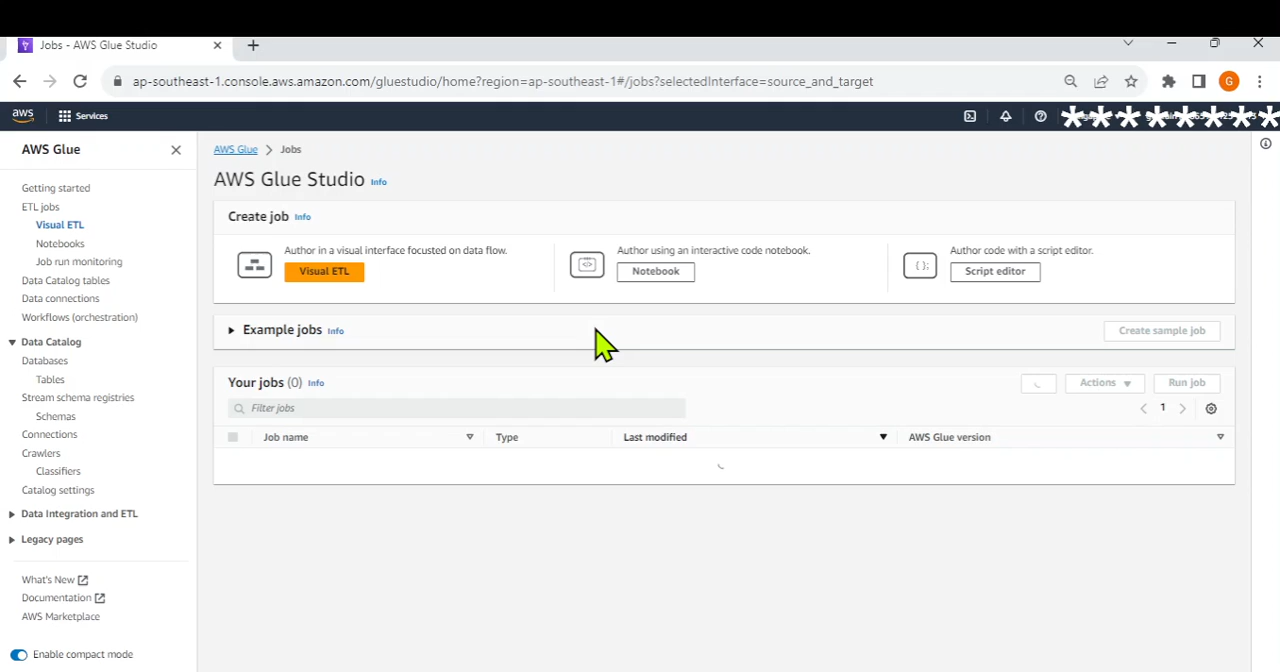 Jobs - AWS Glue Studio
ap-southeast-1.console.aws.amazon.com/gluestudio/home?region=ap-southeast-1#/jobs?selectedInterface=source_and_target
G
aws
Services
AWS Glue
Getting started
ETL jobs
Visual ETL
Notebooks
Job run monitoring
Data Catalog tables
Data connections
Workflows (orchestration)
Data Catalog
Databases
Tables
Stream schema registries
Schemas
Connections
Crawlers
Classifiers
Catalog settings
Data Integration and ETL
Legacy pages
What's New
Documentation
AWS Marketplace
Enable compact mode
AWS Glue > Jobs
AWS Glue Studio Info
Create job Info
Author in a visual interface focusted on data flow.
Visual ETL
Author using an interactive code notebook.
Notebook
Author code with a script editor.
Script editor
Example jobs Info
Create sample job
Your jobs (0) Info
Actions
Run job
Filter jobs
1
Job name
Type
Last modified
AWS Glue version